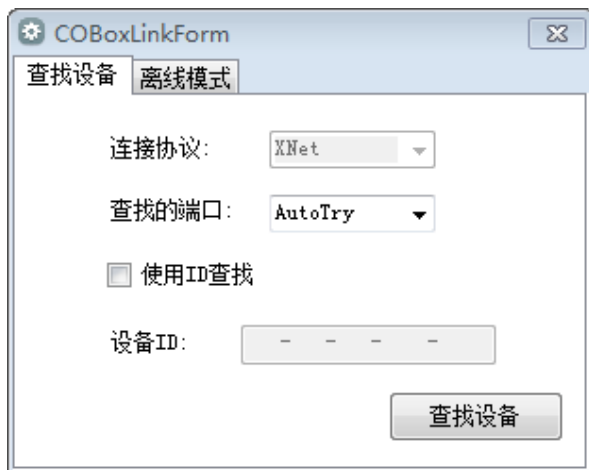 COBoxLinkForm
查找设备 离线模式
连接协议: XNet
查找的端口: AutoTry
使用ID查找
设备ID: - - - -
查找设备